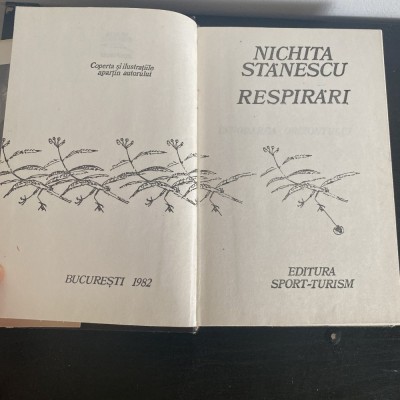 Coperta și ilustrațiile
aparțin autorului
BUCUREȘTI 1982
NICHITA
STĂNESCU
RESPIRĂRI
EDITURA
SPORT-TURISM